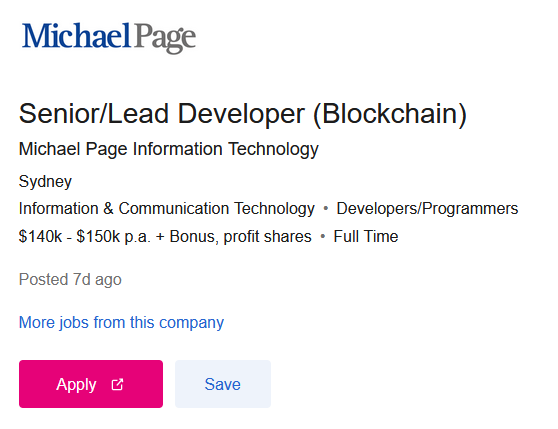 MichaelPage
Senior/Lead Developer (Blockchain)
Michael Page Information Technology
Sydney
Information & Communication Technology • Developers/Programmers
$140k - $150k p.a. + Bonus, profit shares • Full Time
Posted 7d ago
More jobs from this company
Apply Save